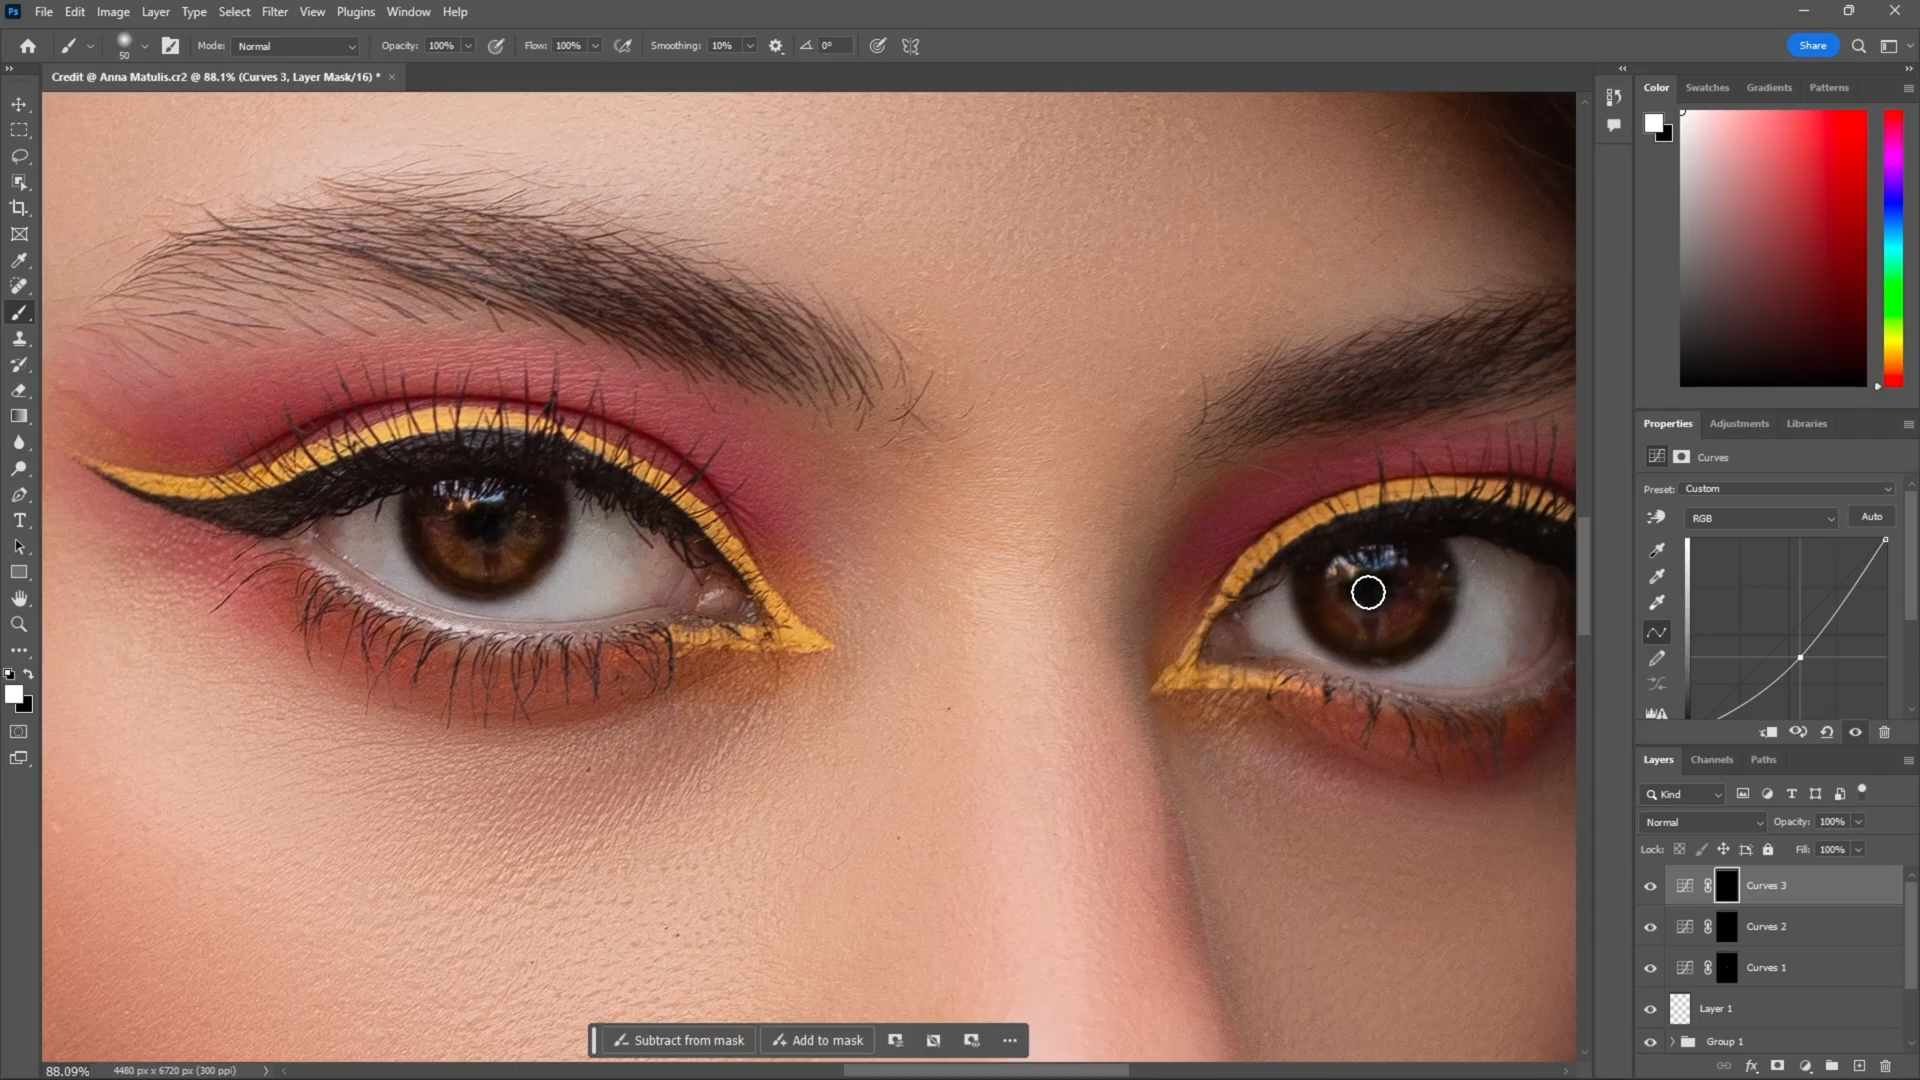 Ps File Edit Image Layer Type Select Filter View Plugins Window Help
50 Mode: Normal Opacity: 100% Flow: 100% Smoothing: 10% 0° Share
Credit @ Anna Matulis.cr2 @ 88.1% (Curves 3, Layer Mask/16) *
Color Swatches Gradients Patterns
Properties Adjustments Libraries
Curves
Preset: Custom
RGB Auto
Layers Channels Paths
Kind
Normal Opacity: 100%
Lock: Fill: 100%
Curves 3
Curves 2
Curves 1
Layer 1
Group 1
Subtract from mask Add to mask
88.09% 4480 px x 6720 px (300 ppi)